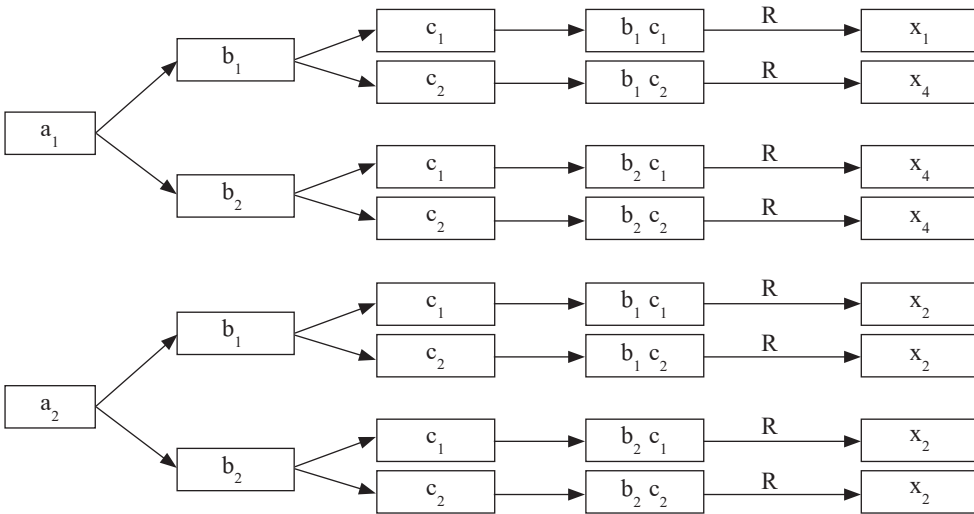 c₁ b₁ c₁ R x₁
b₁
c₂ b₁ c₂ R x₄
a₁
c₁ b₂ c₁ R x₄
b₂
c₂ b₂ c₂ R x₄
c₁ b₁ c₁ R x₂
b₁
c₂ b₁ c₂ R x₂
a₂
c₁ b₂ c₁ R x₂
b₂
c₂ b₂ c₂ R x₂